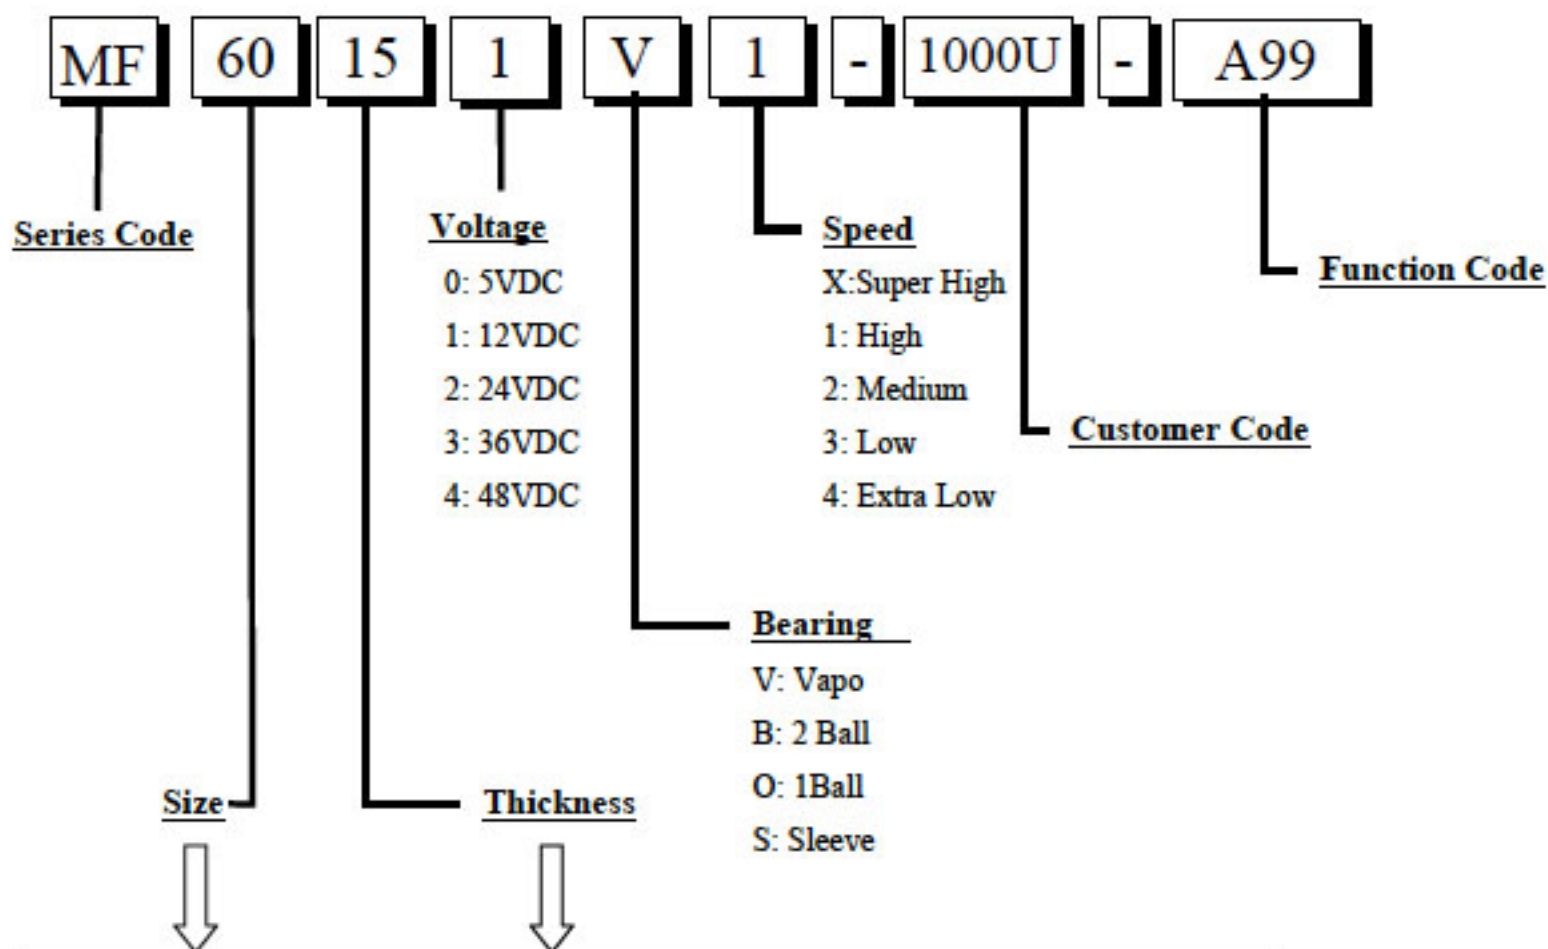 MF 60 15 1 V 1 - 1000U - A99
Series Code
Voltage
0: 5VDC
1: 12VDC
2: 24VDC
3: 36VDC
4: 48VDC
Speed
X:Super High
1: High
2: Medium
3: Low
4: Extra Low
Function Code
Customer Code
Bearing
V: Vapo
B: 2 Ball
O: 1Ball
S: Sleeve
Size
Thickness